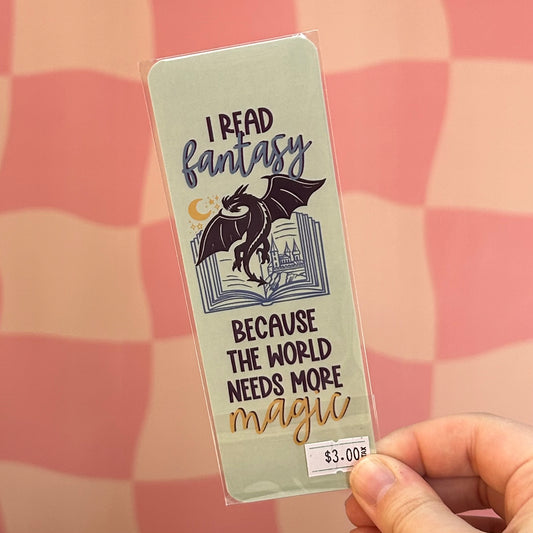 I READ
fantasy
BECAUSE
THE WORLD
NEEDS MORE
magic
$3.00